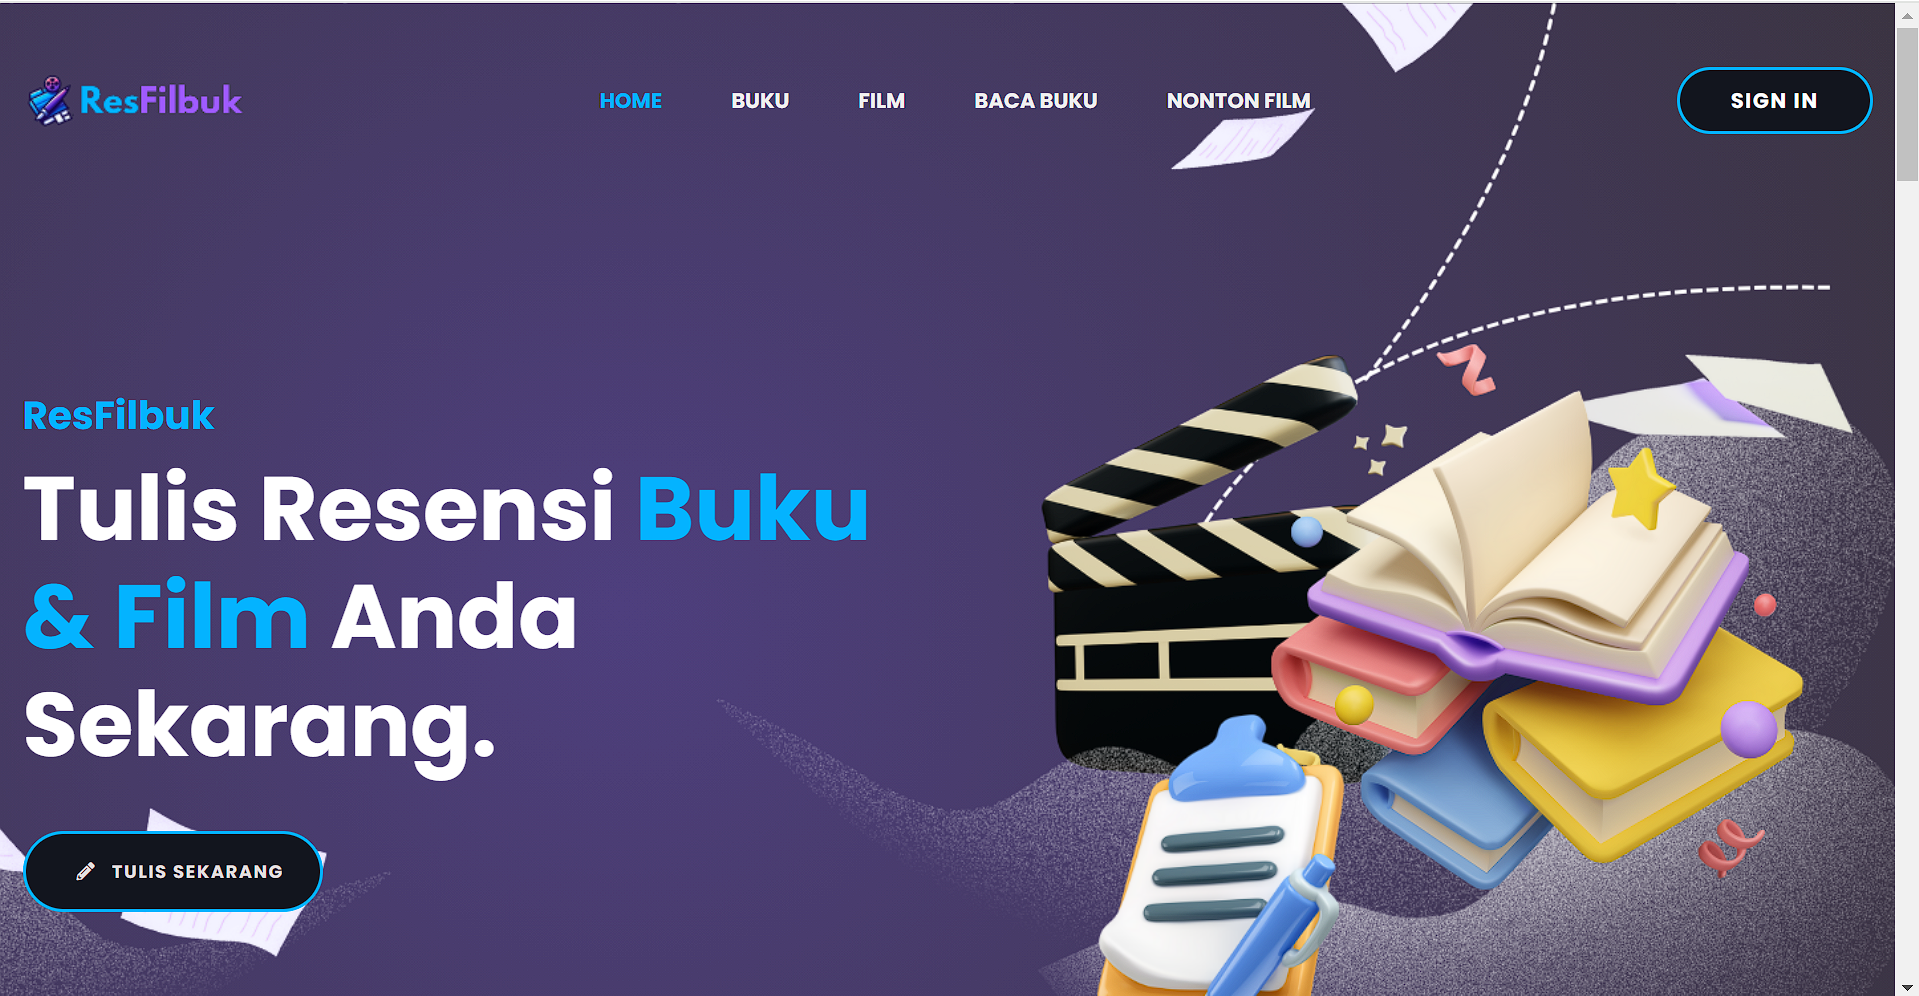 ResFilbuk
HOME
BUKU
FILM
BACA BUKU
NONTON FILM
SIGN IN
ResFilbuk
Tulis Resensi Buku
& Film Anda
Sekarang.
TULIS SEKARANG